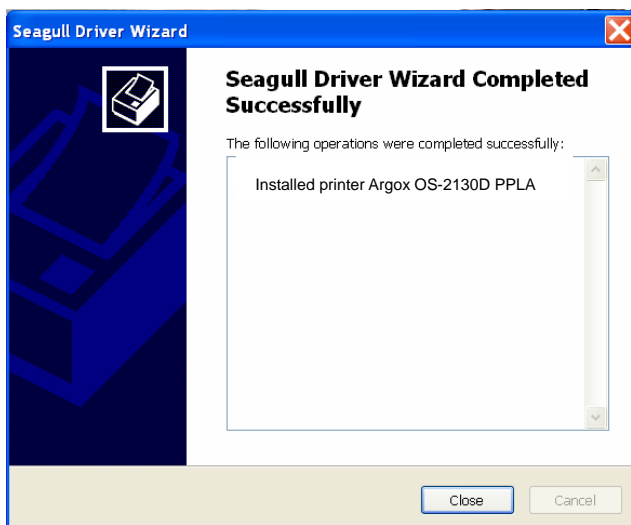 Seagull Driver Wizard
Seagull Driver Wizard Completed
Successfully
The following operations were completed successfully:
Installed printer Argox OS-2130D PPLA
Close
Cancel